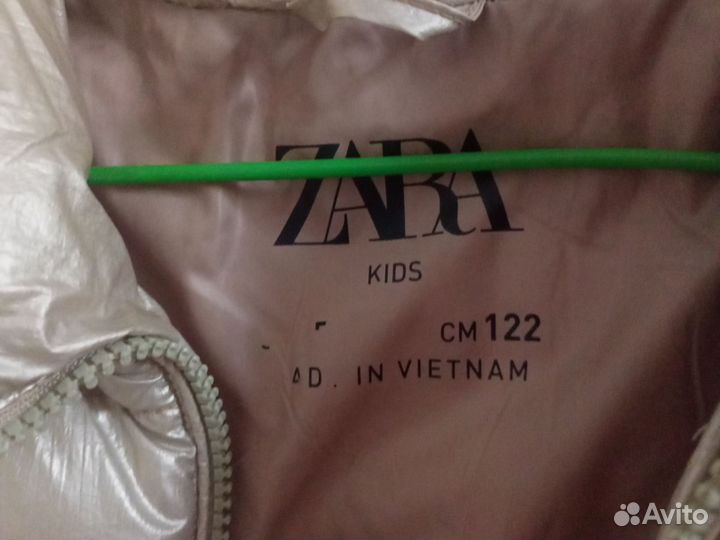 ZARA
KIDS
CM 122
AD. IN VIETNAM
Avito